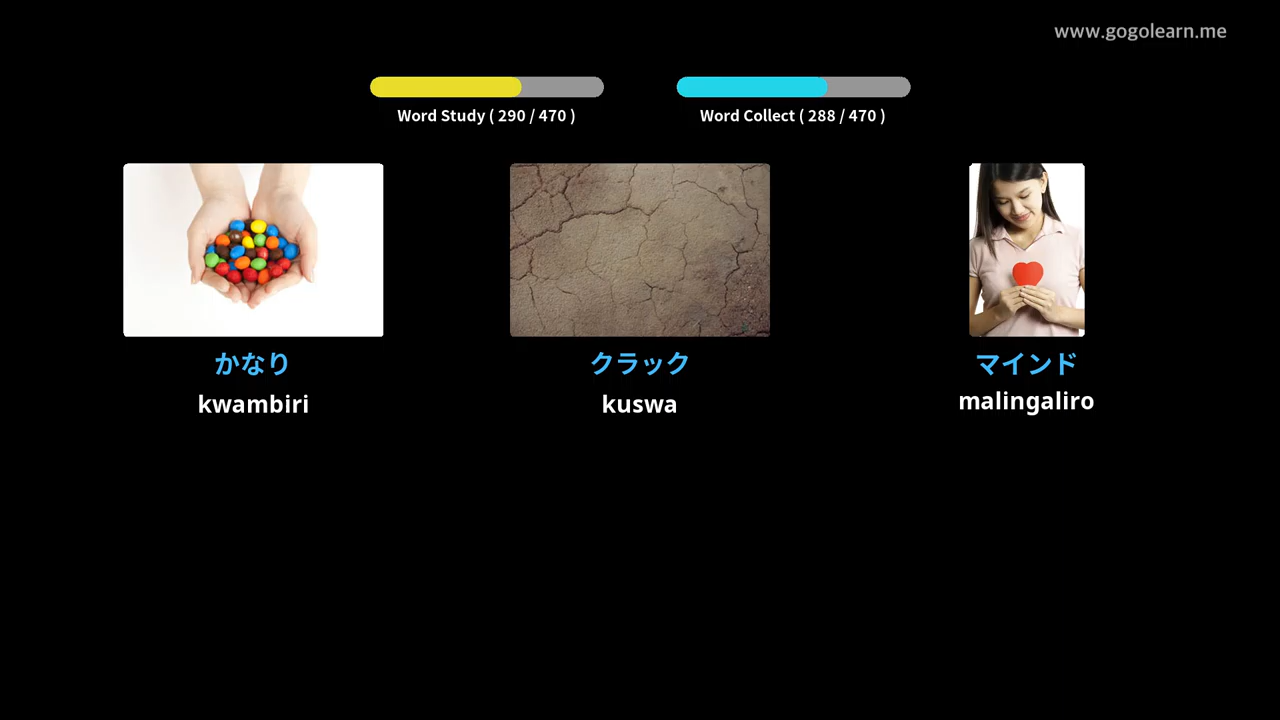 www.gogolearn.me
Word Study ( 290 / 470 )
Word Collect ( 288 / 470 )
かなり
クラック
マインド
kwambiri
kuswa
malingaliro